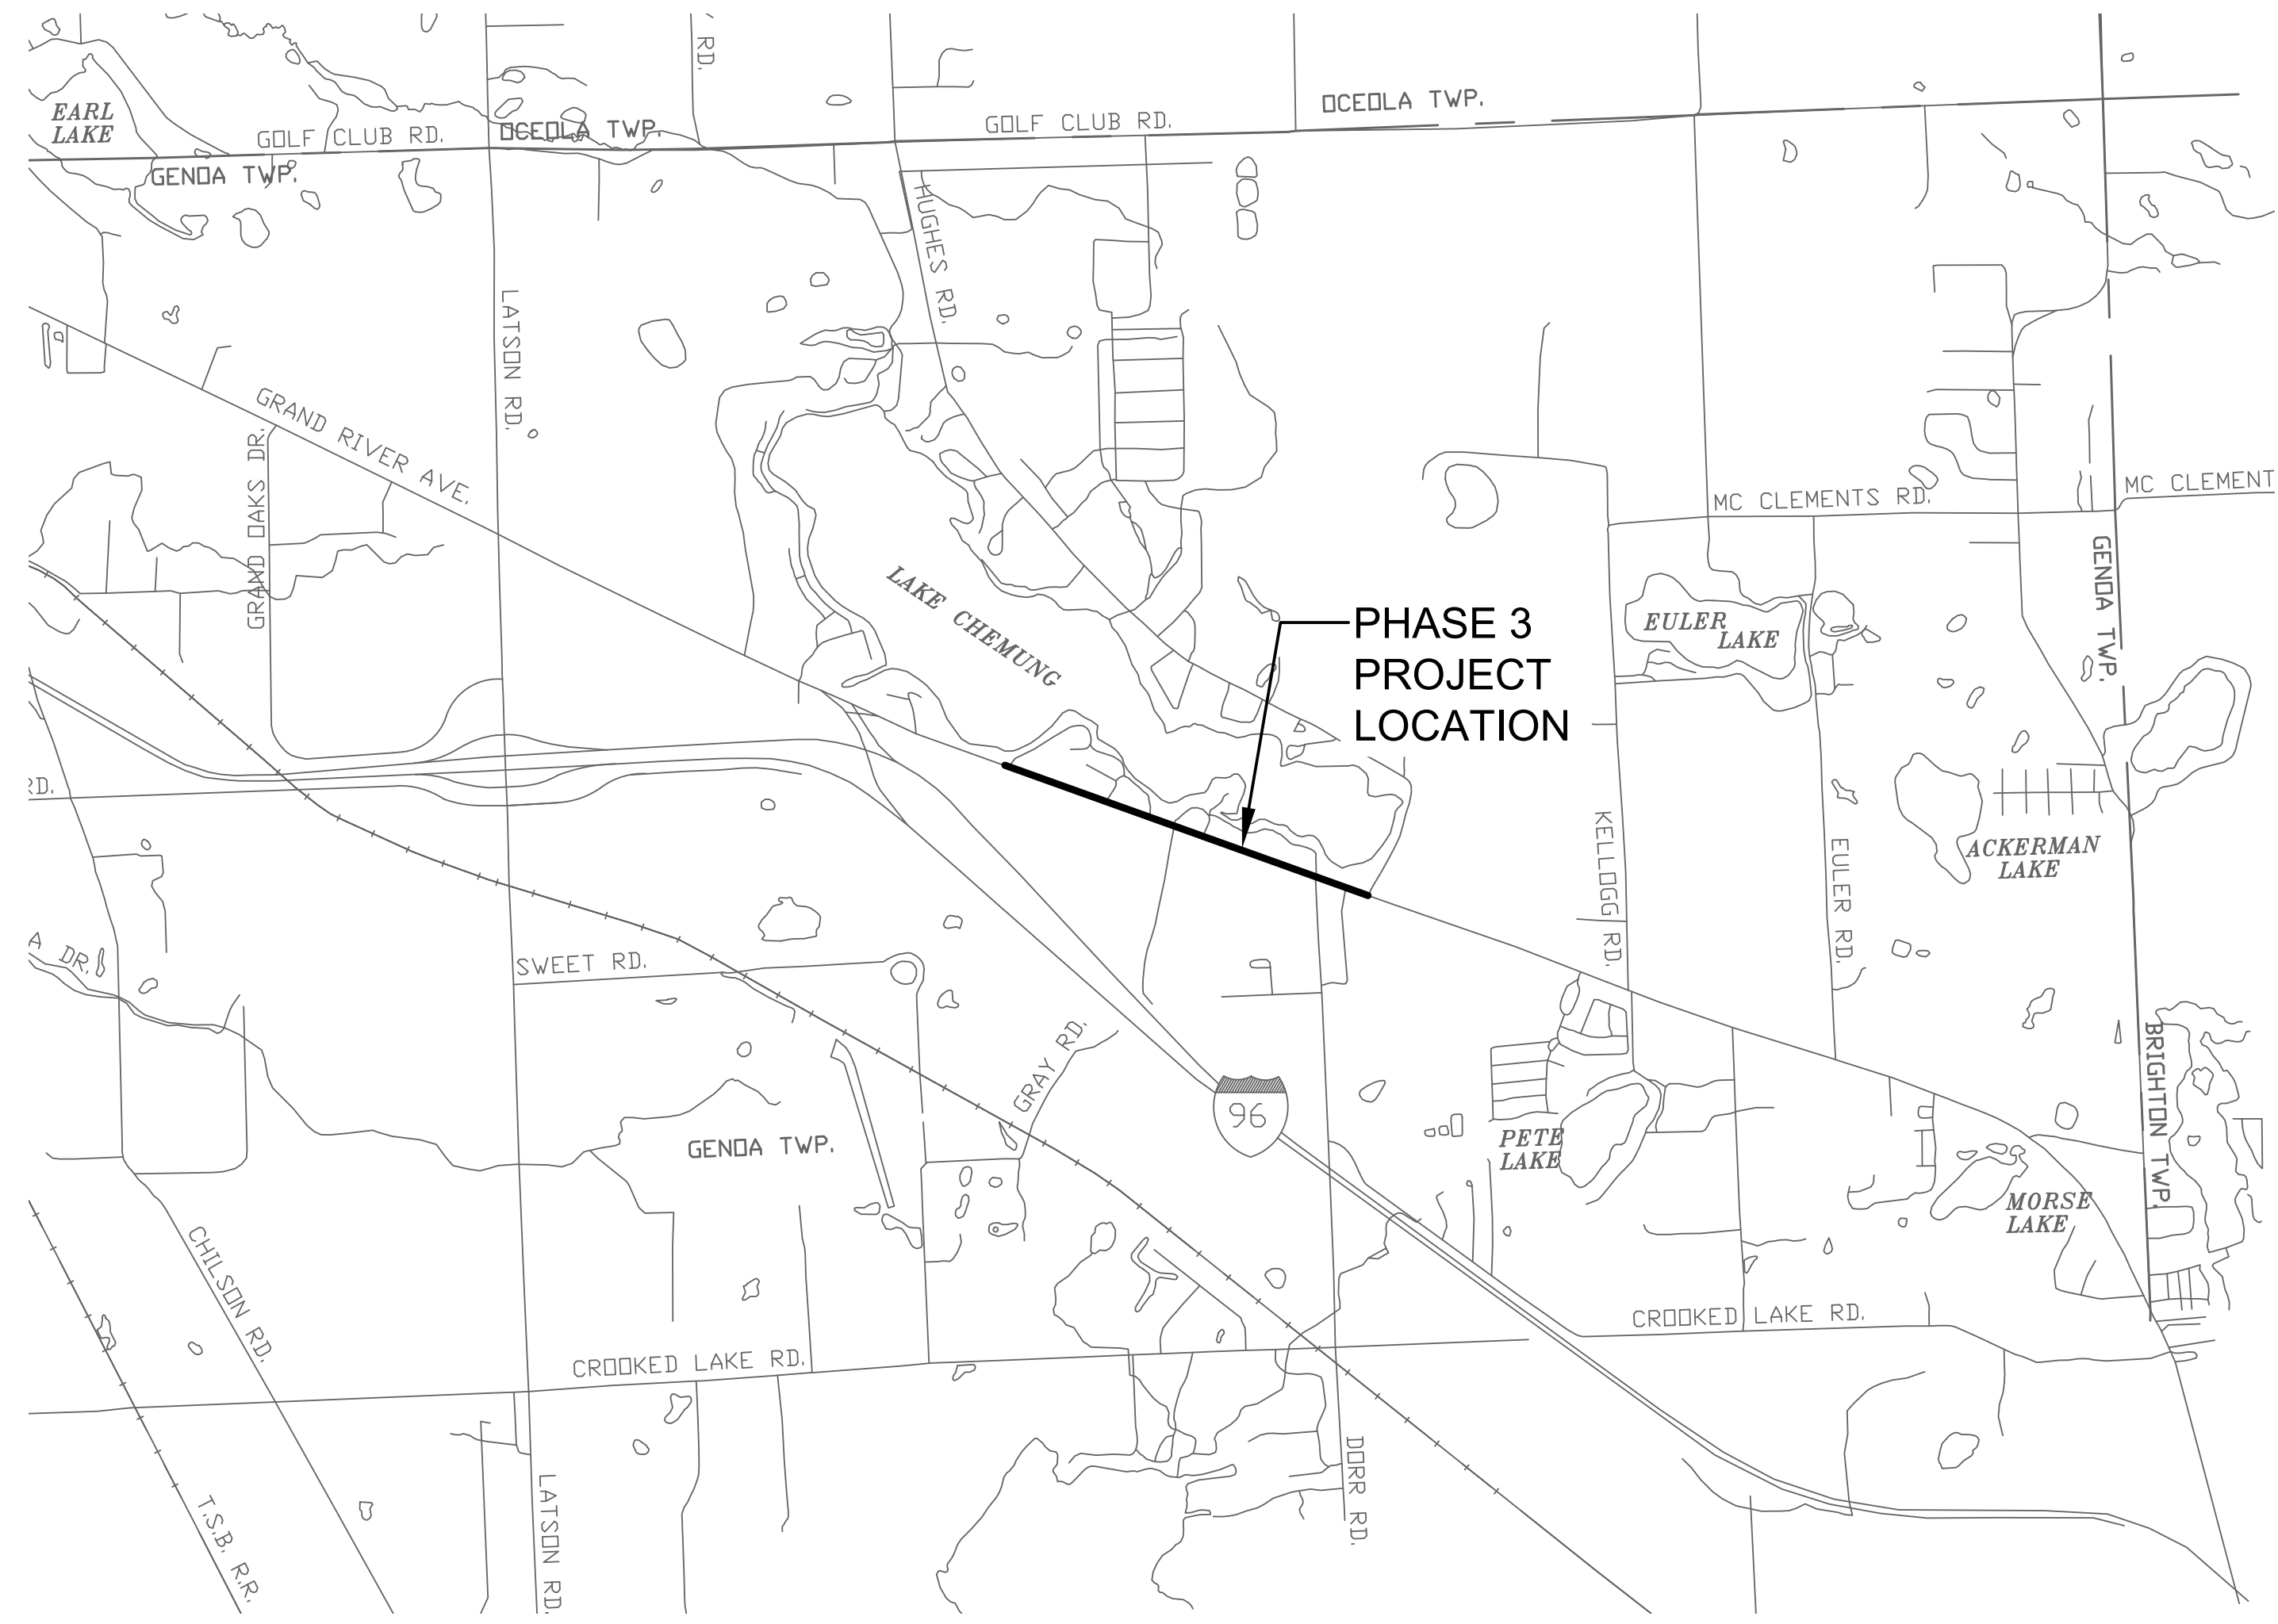 RD.
EARL
LAKE
GOLF CLUB RD.
OCEOLA TWP.
GOLF CLUB RD.
OCEOLA TWP.
GENOA TWP.
HUGHES RD.
LATSON RD.
GRAND RIVER AVE.
GRAND OAKS DR.
MC CLEMENTS RD.
MC CLEMENT
GENOA TWP.
LAKE CHEMUNG
PHASE 3
PROJECT
LOCATION
EULER
LAKE
RD.
KELLOGG RD.
EULER RD.
ACKERMAN
LAKE
A DR.
SWEET RD.
GRAY RD.
96
BRIGHTON TWP.
GENOA TWP.
PETE
LAKE
MORSE
LAKE
CHILSON RD.
CROOKED LAKE RD.
CROOKED LAKE RD.
LATSON RD.
DORR RD.
T.S.B. R.R.